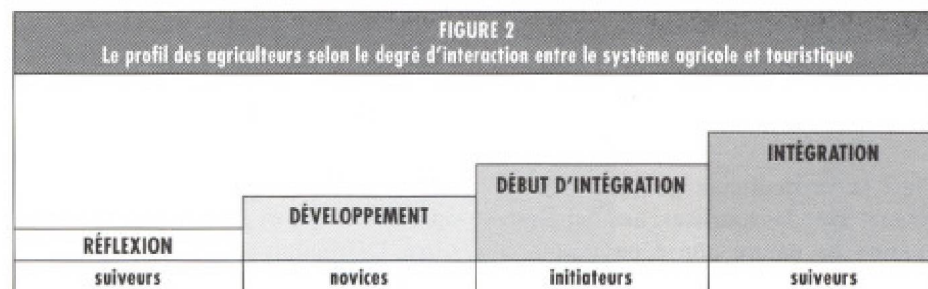 FIGURE 2
Le profil des agriculteurs selon le degré d'interaction entre le système agricole et touristique
INTÉGRATION
DÉBUT D'INTÉGRATION
DÉVELOPPEMENT
RÉFLEXION
suiveurs novices initiateurs suiveurs